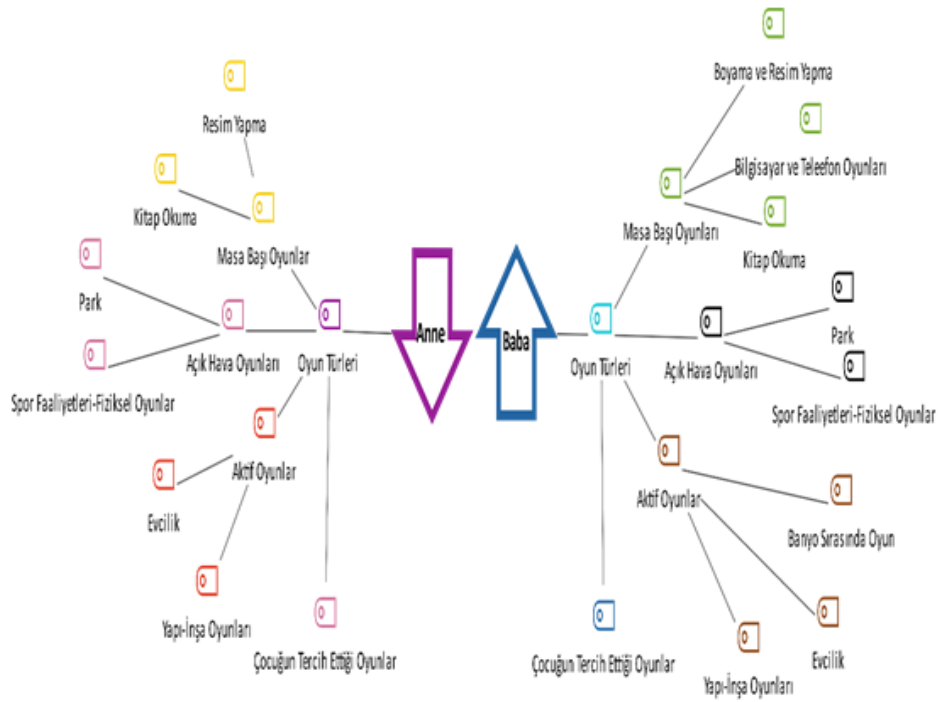 Boyama ve Resim Yapma
Resim Yapma
Bilgisayar ve Teleefon Oyunları
Kitap Okuma
Masa Başı Oyunları
Masa Başı Oyunlar
Kitap Okuma
Park
Anne
Baba
Park
Açık Hava Oyunları
Oyun Türleri
Oyun Türleri
Açık Hava Oyunları
Spor Faaliyetleri-Fiziksel Oyunlar
Spor Faaliyetleri-Fiziksel Oyunlar
Aktif Oyunlar
Aktif Oyunlar
Evcilik
Banyo Sırasında Oyun
Yapı-İnşa Oyunları
Çocuğun Tercih Ettiği Oyunlar
Çocuğun Tercih Ettiği Oyunlar
Evcilik
Yapı-İnşa Oyunları